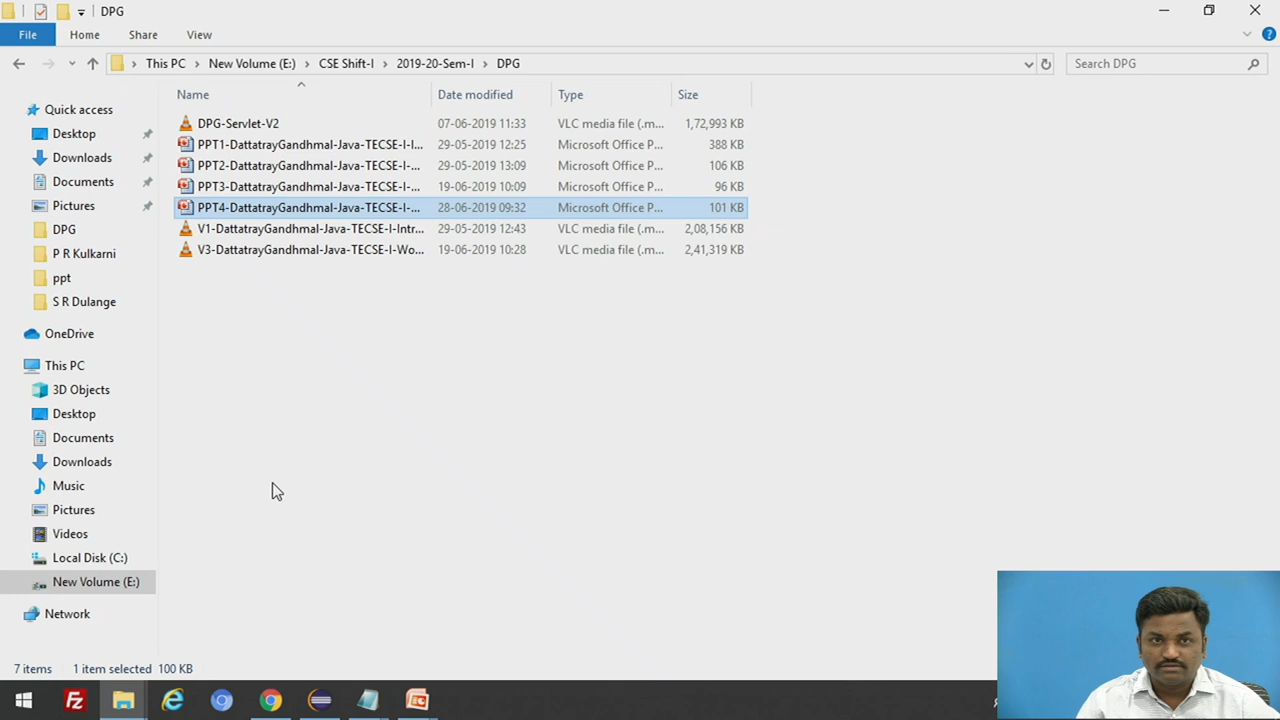 DPG
File
Home
Share
View
This PC
New Volume (E:)
CSE Shift-I
2019-20-Sem-I
DPG
Search DPG
Name
Date modified
Type
Size
DPG-Servlet-V2 07-06-2019 11:33 VLC media file (.m... 1,72,993 KB
PPT1-DattatrayGandhmal-Java-TECSE-I-I... 29-05-2019 12:25 Microsoft Office P... 388 KB
PPT2-DattatrayGandhmal-Java-TECSE-I-... 29-05-2019 13:09 Microsoft Office P... 106 KB
PPT3-DattatrayGandhmal-Java-TECSE-I-... 19-06-2019 10:09 Microsoft Office P... 96 KB
PPT4-DattatrayGandhmal-Java-TECSE-I-... 28-06-2019 09:32 Microsoft Office P... 101 KB
V1-DattatrayGandhmal-Java-TECSE-I-Intr... 29-05-2019 12:43 VLC media file (.m... 2,08,156 KB
V3-DattatrayGandhmal-Java-TECSE-I-Wo... 19-06-2019 10:28 VLC media file (.m... 2,41,319 KB
Quick access
Desktop
Downloads
Documents
Pictures
DPG
P R Kulkarni
ppt
S R Dulange
OneDrive
This PC
3D Objects
Desktop
Documents
Downloads
Music
Pictures
Videos
Local Disk (C:)
New Volume (E:)
Network
7 items 1 item selected 100 KB